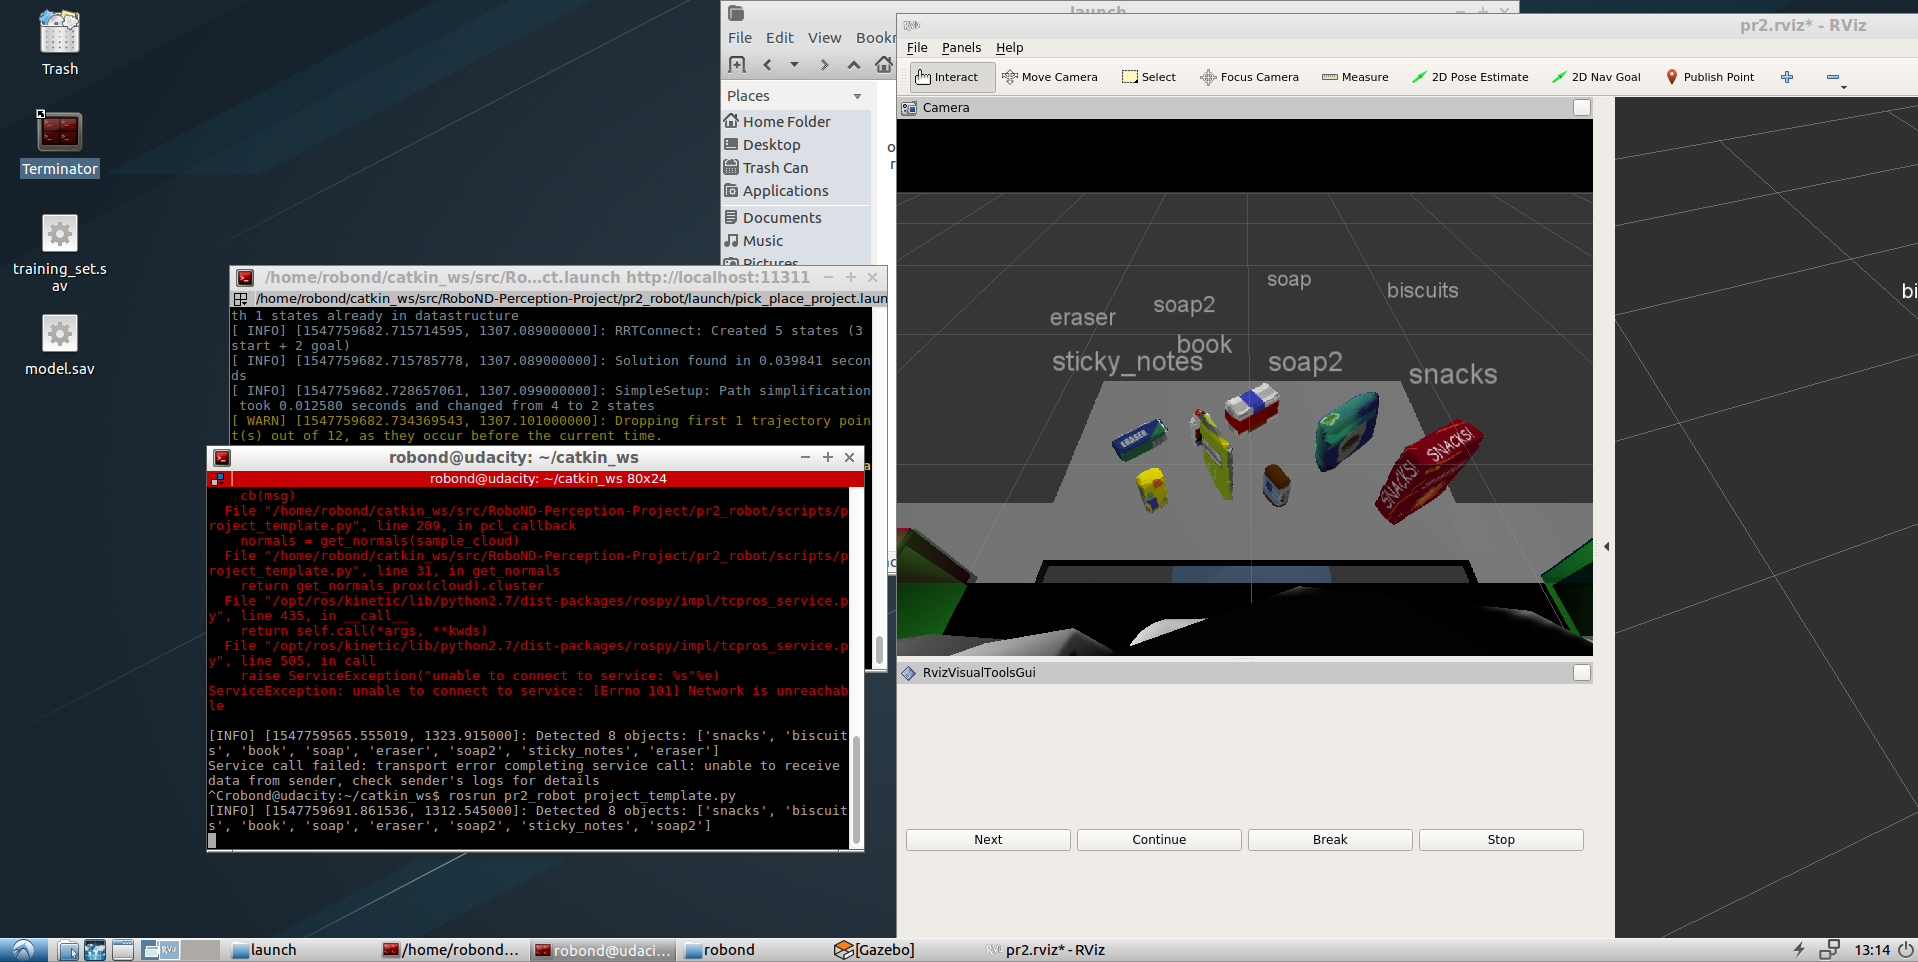 Trash
Terminator
training_set.s
av
model.sav
launch
File Edit View Bookr
Places
Home Folder
Desktop
Trash Can
Applications
Documents
Music
Pictures
pr2.rviz* - RViz
File Panels Help
Interact Move Camera Select Focus Camera Measure 2D Pose Estimate 2D Nav Goal Publish Point
Camera
soap
biscuits
soap2
eraser
book
sticky_notes
soap2
snacks
ERASER
SNACKS!
SNACKS!
bi
RvizVisualToolsGui
Next Continue Break Stop
/home/robond/catkin_ws/src/Ro...ct.launch http://localhost:11311
/home/robond/catkin_ws/src/RoboND-Perception-Project/pr2_robot/launch/pick_place_project.laun
th 1 states already in datastructure
[ INFO] [1547759682.715714595, 1307.089000000]: RRTConnect: Created 5 states (3
start + 2 goal)
[ INFO] [1547759682.715785778, 1307.089000000]: Solution found in 0.039841 secon
ds
[ INFO] [1547759682.728657061, 1307.099000000]: SimpleSetup: Path simplification
 took 0.012580 seconds and changed from 4 to 2 states
[ WARN] [1547759682.734369543, 1307.101000000]: Dropping first 1 trajectory poin
t(s) out of 12, as they occur before the current time.
robond@udacity: ~/catkin_ws
robond@udacity: ~/catkin_ws 80x24
    cb(msg)
  File "/home/robond/catkin_ws/src/RoboND-Perception-Project/pr2_robot/scripts/p
roject_template.py", line 209, in pcl_callback
    normals = get_normals(sample_cloud)
  File "/home/robond/catkin_ws/src/RoboND-Perception-Project/pr2_robot/scripts/p
roject_template.py", line 31, in get_normals
    return get_normals_prox(cloud).cluster
  File "/opt/ros/kinetic/lib/python2.7/dist-packages/rospy/impl/tcpros_service.p
y", line 435, in __call__
    return self.call(*args, **kwds)
  File "/opt/ros/kinetic/lib/python2.7/dist-packages/rospy/impl/tcpros_service.p
y", line 505, in call
    raise ServiceException("unable to connect to service: %s"%e)
ServiceException: unable to connect to service: [Errno 101] Network is unreachab
le
[INFO] [1547759565.555019, 1323.915000]: Detected 8 objects: ['snacks', 'biscuit
s', 'book', 'soap', 'eraser', 'soap2', 'sticky_notes', 'eraser']
Service call failed: transport error completing service call: unable to receive
data from sender, check sender's logs for details
^Crobond@udacity:~/catkin_ws$ rosrun pr2_robot project_template.py
[INFO] [1547759691.861536, 1312.545000]: Detected 8 objects: ['snacks', 'biscuit
s', 'book', 'soap', 'eraser', 'soap2', 'sticky_notes', 'soap2']
launch /home/robond... robond@udaci... robond [Gazebo] pr2.rviz* - RViz 13:14